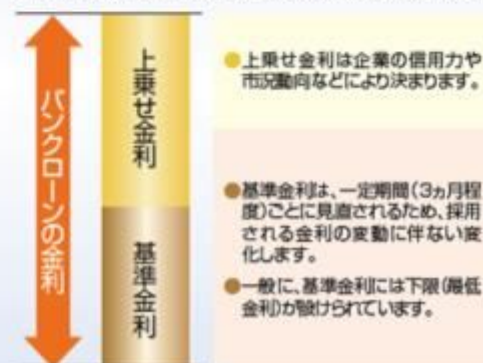 バンクローンの金利
上乗せ金利
●上乗せ金利は企業の信用力や
市況動向などにより決まります。
基準金利
●基準金利は、一定期間(3ヵ月程
度)ごとに見直されるため、採用
される金利の変動に伴ない変
化します。
●一般に、基準金利には下限(最低
金利)が設けられています。